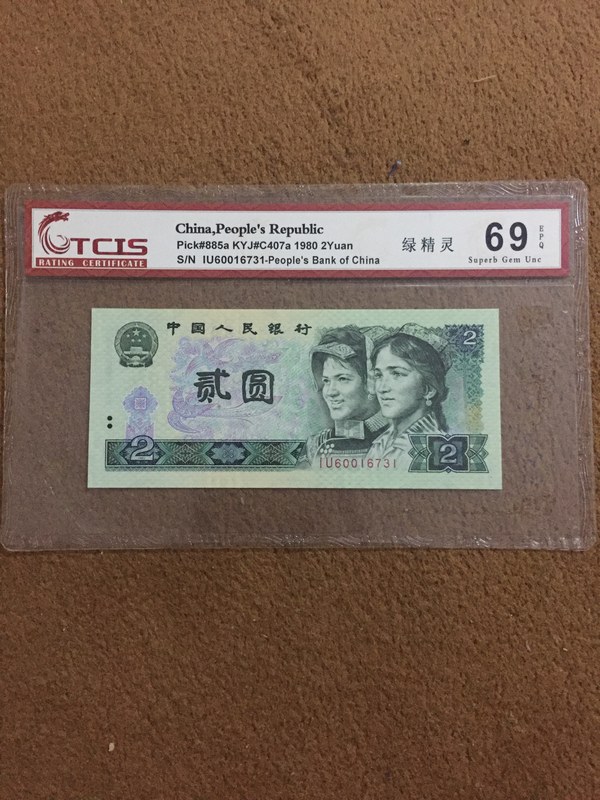 TCIS
RATING CERTIFICATE
China,People's Republic
Pick#885a KYJ#C407a 1980 2Yuan
S/N IU60016731-People's Bank of China
绿精灵
69
EPQ
Superb Gem Unc
中国人民银行
贰圆
2
2
2
IU60016731